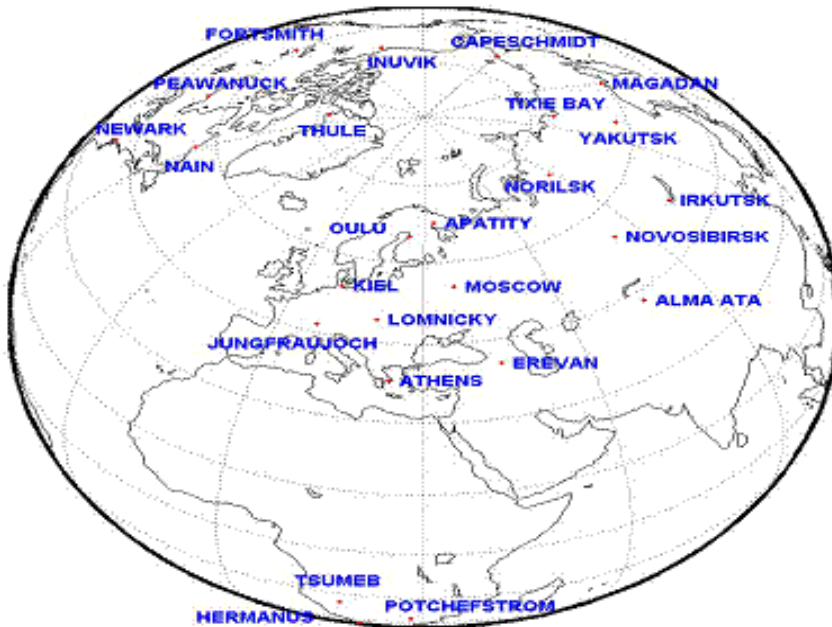 FORTSMITH
CAPESCHMIDT
INUVIK
PEAWANUCK
MAGADAN
TIXIE BAY
NEWARK
THULE
YAKUTSK
NAIN
NORILSK
IRKUTSK
OULU
APATITY
NOVOSIBIRSK
KIEL
MOSCOW
ALMA ATA
LOMNICKY
JUNGFRAUJOCH
EREVAN
ATHENS
TSUMEB
POTCHEFSTROM
HERMANUS